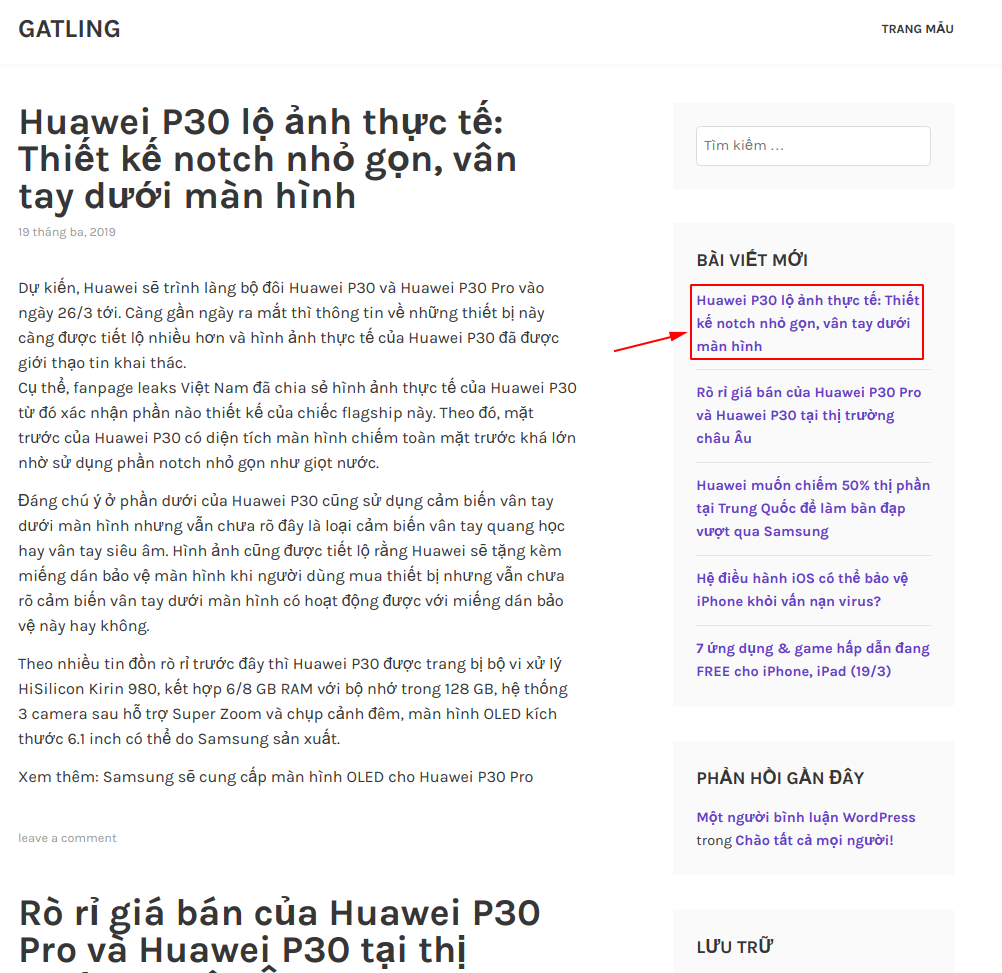 GATLING
TRANG MẪU
Huawei P30 lộ ảnh thực tế:
Thiết kế notch nhỏ gọn, vân
tay dưới màn hình
19 tháng ba, 2019
Dự kiến, Huawei sẽ trình làng bộ đôi Huawei P30 và Huawei P30 Pro vào
ngày 26/3 tới. Càng gần ngày ra mắt thì thông tin về những thiết bị này
càng được tiết lộ nhiều hơn và hình ảnh thực tế của Huawei P30 đã được
giới thạo tin khai thác.
Cụ thể, fanpage leaks Việt Nam đã chia sẻ hình ảnh thực tế của Huawei P30
từ đó xác nhận phần nào thiết kế của chiếc flagship này. Theo đó, mặt
trước của Huawei P30 có diện tích màn hình chiếm toàn mặt trước khá lớn
nhờ sử dụng phần notch nhỏ gọn như giọt nước.
Đáng chú ý ở phần dưới của Huawei P30 cũng sử dụng cảm biến vân tay
dưới màn hình nhưng vẫn chưa rõ đây là loại cảm biến vân tay quang học
hay vân tay siêu âm. Hình ảnh cũng được tiết lộ rằng Huawei sẽ tặng kèm
miếng dán bảo vệ màn hình khi người dùng mua thiết bị nhưng vẫn chưa
rõ cảm biến vân tay dưới màn hình có hoạt động được với miếng dán bảo
vệ này hay không.
Theo nhiều tin đồn rò rỉ trước đây thì Huawei P30 được trang bị bộ vi xử lý
HiSilicon Kirin 980, kết hợp 6/8 GB RAM với bộ nhớ trong 128 GB, hệ thống
3 camera sau hỗ trợ Super Zoom và chụp cảnh đêm, màn hình OLED kích
thước 6.1 inch có thể do Samsung sản xuất.
Xem thêm: Samsung sẽ cung cấp màn hình OLED cho Huawei P30 Pro
leave a comment
Rò rỉ giá bán của Huawei P30
Pro và Huawei P30 tại thị
Tìm kiếm …
BÀI VIẾT MỚI
Huawei P30 lộ ảnh thực tế: Thiết
kế notch nhỏ gọn, vân tay dưới
màn hình
Rò rỉ giá bán của Huawei P30 Pro
và Huawei P30 tại thị trường
châu Âu
Huawei muốn chiếm 50% thị phần
tại Trung Quốc để làm bàn đạp
vượt qua Samsung
Hệ điều hành iOS có thể bảo vệ
iPhone khỏi vấn nạn virus?
7 ứng dụng & game hấp dẫn đang
FREE cho iPhone, iPad (19/3)
PHẢN HỒI GẦN ĐÂY
Một người bình luận WordPress
trong Chào tất cả mọi người!
LƯU TRỮ